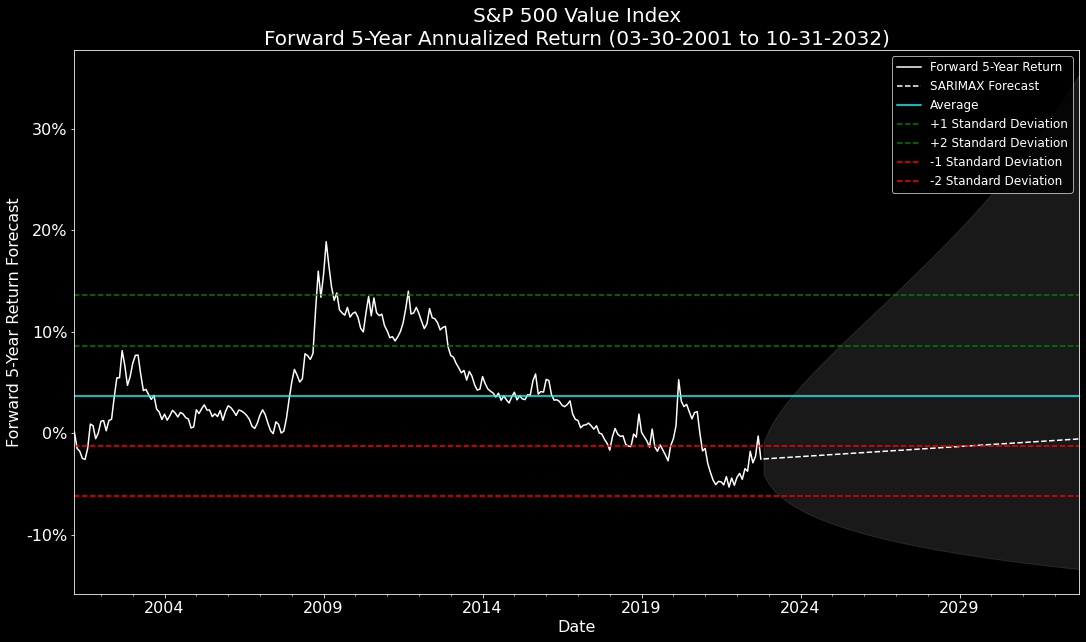 S&P 500 Value Index
Forward 5-Year Annualized Return (03-30-2001 to 10-31-2032)
Forward 5-Year Return
SARIMAX Forecast
Average
+1 Standard Deviation
+2 Standard Deviation
-1 Standard Deviation
-2 Standard Deviation
Forward 5-Year Return Forecast
30%
20%
10%
0%
-10%
2004
2009
2014
2019
2024
2029
Date